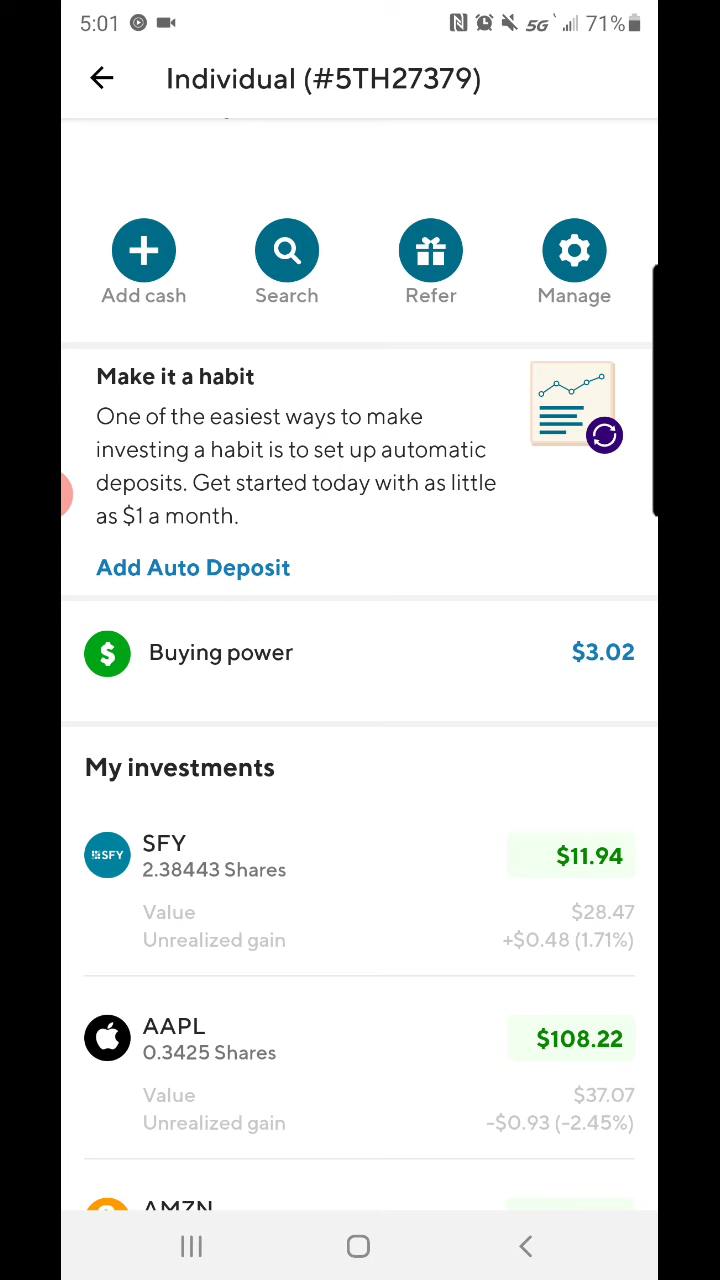 5:01 5G 71%
Individual (#5TH27379)
Add cash Search Refer Manage
Make it a habit
One of the easiest ways to make
investing a habit is to set up automatic
deposits. Get started today with as little
as $1 a month.
Add Auto Deposit
$ Buying power $3.02
My investments
SFY SFY $11.94
2.38443 Shares
Value $28.47
Unrealized gain +$0.48 (1.71%)
AAPL $108.22
0.3425 Shares
Value $37.07
Unrealized gain -$0.93 (-2.45%)
AMZN